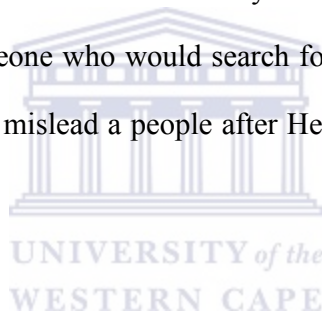 eone who would search fo
mislead a people after He
UNIVERSITY of the
WESTERN CAPE